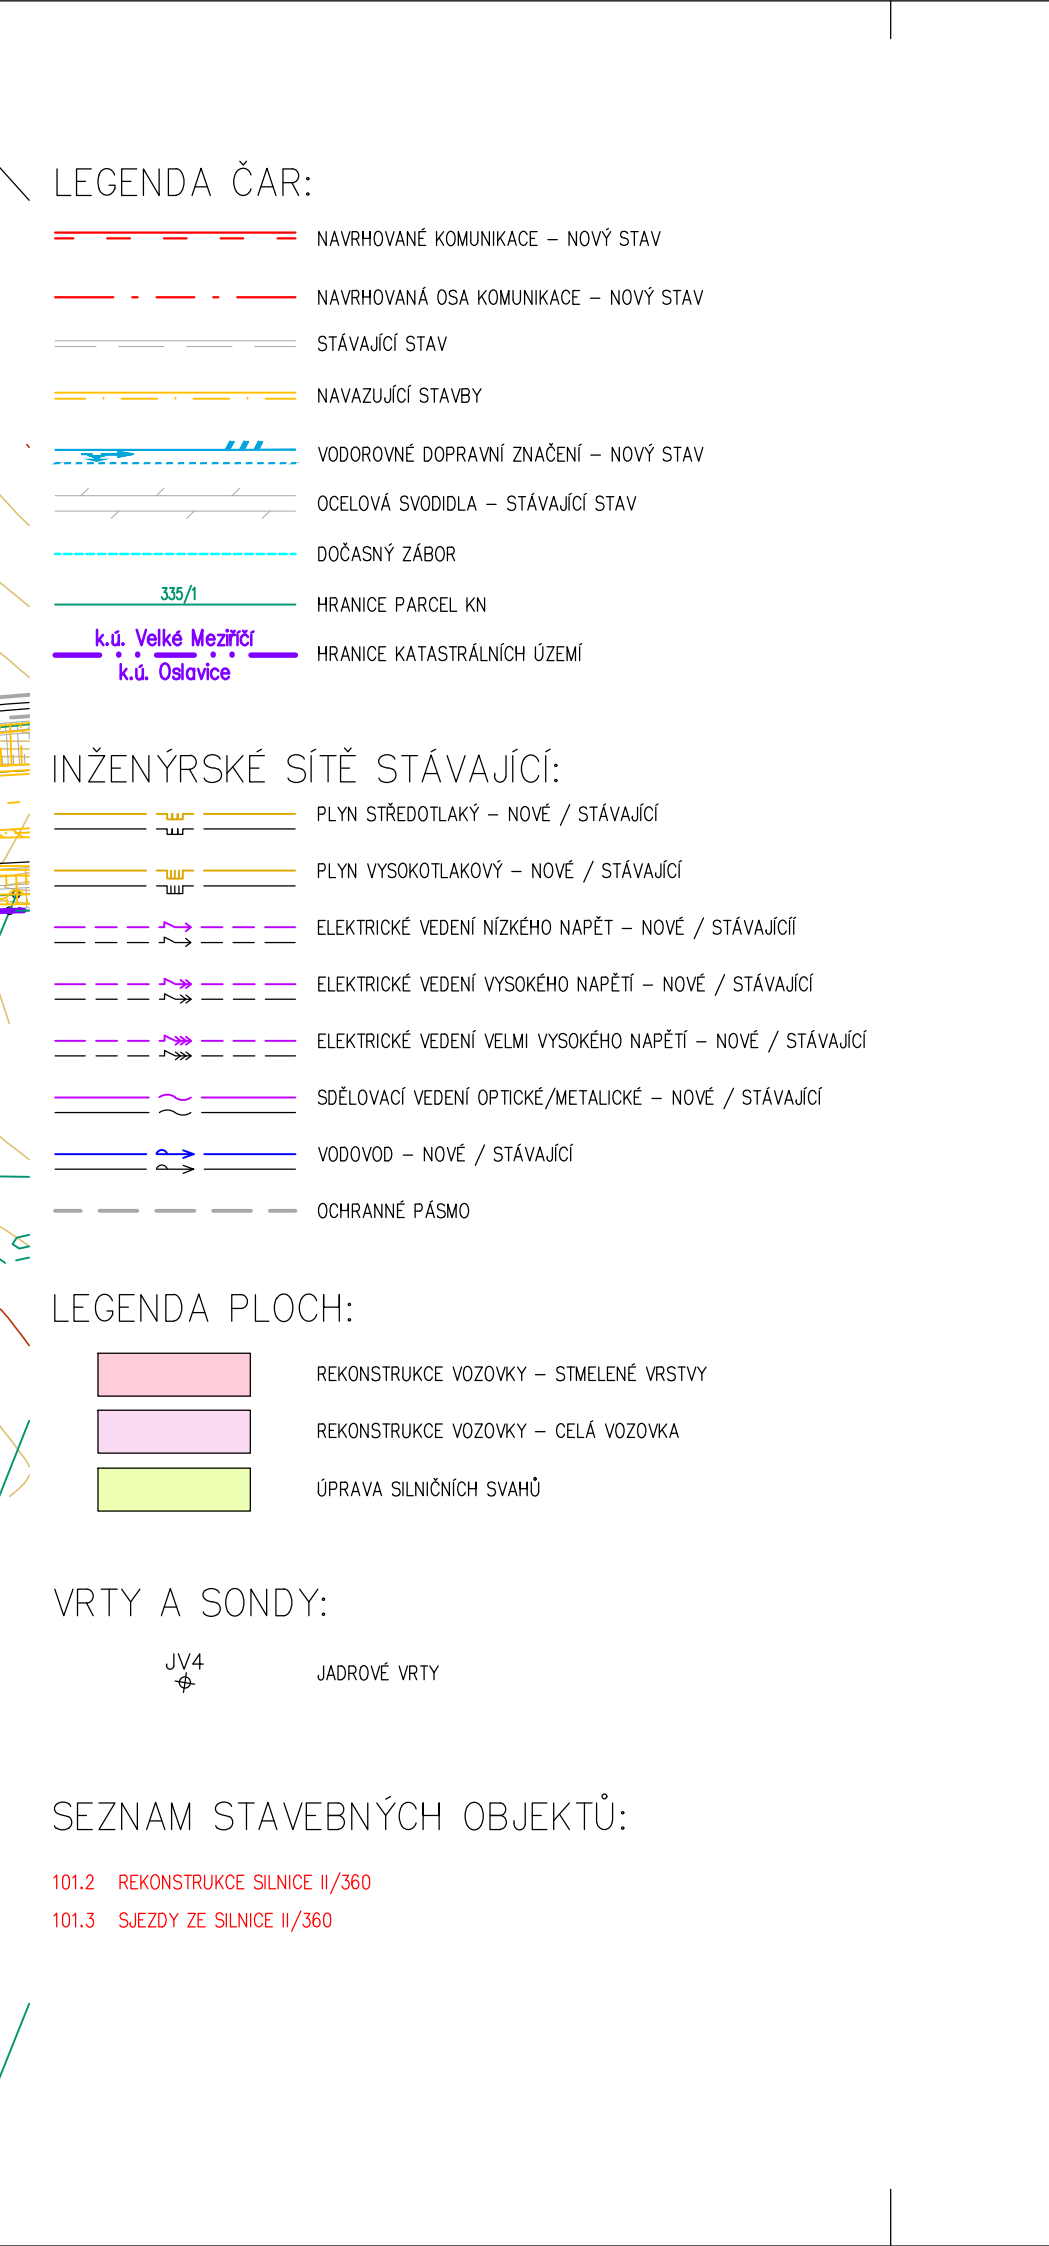 LEGENDA ČAR:
NAVRHOVANÉ KOMUNIKACE – NOVÝ STAV
NAVRHOVANÁ OSA KOMUNIKACE – NOVÝ STAV
STÁVAJÍCÍ STAV
NAVAZUJÍCÍ STAVBY
VODOROVNÉ DOPRAVNÍ ZNAČENÍ – NOVÝ STAV
OCELOVÁ SVODIDLA – STÁVAJÍCÍ STAV
DOČASNÝ ZÁBOR
335/1
HRANICE PARCEL KN
k.ú. Velké Meziříčí
HRANICE KATASTRÁLNÍCH ÚZEMÍ
k.ú. Oslavice
INŽENÝRSKÉ SÍTĚ STÁVAJÍCÍ:
PLYN STŘEDOTLAKÝ – NOVÉ / STÁVAJÍCÍ
PLYN VYSOKOTLAKOVÝ – NOVÉ / STÁVAJÍCÍ
ELEKTRICKÉ VEDENÍ NÍZKÉHO NAPĚT – NOVÉ / STÁVAJÍCÍÍ
ELEKTRICKÉ VEDENÍ VYSOKÉHO NAPĚTÍ – NOVÉ / STÁVAJÍCÍ
ELEKTRICKÉ VEDENÍ VELMI VYSOKÉHO NAPĚTÍ – NOVÉ / STÁVAJÍCÍ
SDĚLOVACÍ VEDENÍ OPTICKÉ/METALICKÉ – NOVÉ / STÁVAJÍCÍ
VODOVOD – NOVÉ / STÁVAJÍCÍ
OCHRANNÉ PÁSMO
LEGENDA PLOCH:
REKONSTRUKCE VOZOVKY – STMELENÉ VRSTVY
REKONSTRUKCE VOZOVKY – CELÁ VOZOVKA
ÚPRAVA SILNIČNÍCH SVAHŮ
VRTY A SONDY:
JV4
JADROVÉ VRTY
SEZNAM STAVEBNÝCH OBJEKTŮ:
101.2 REKONSTRUKCE SILNICE II/360
101.3 SJEZDY ZE SILNICE II/360